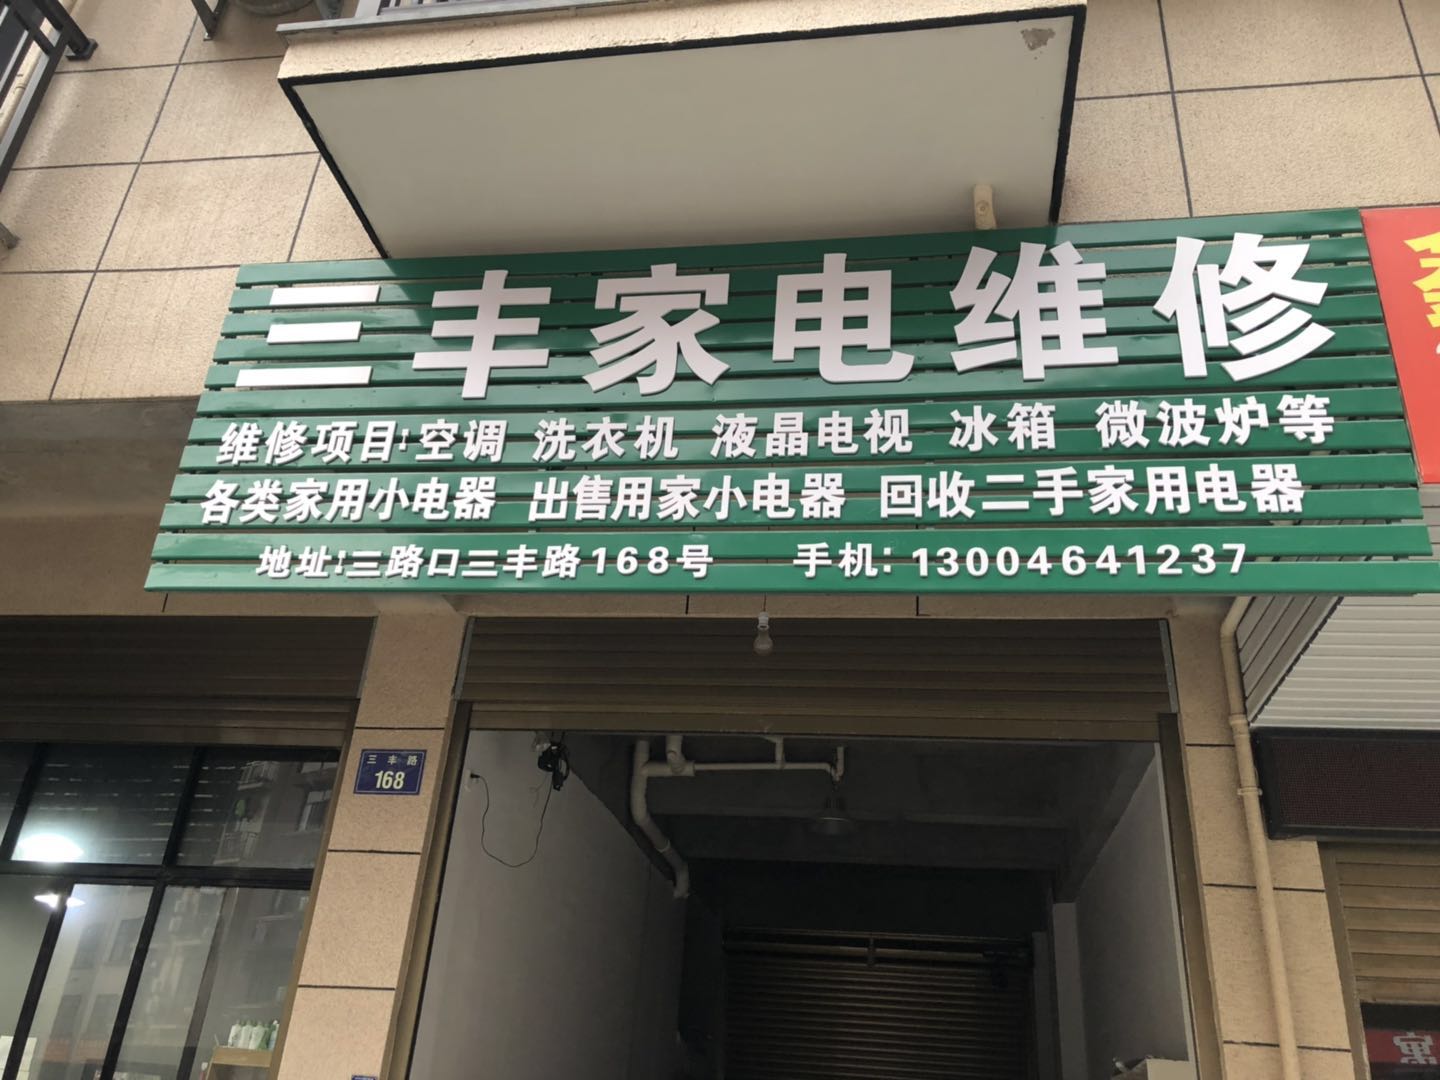 三丰家电维修
维修项目:空调 洗衣机 液晶电视 冰箱 微波炉等
各类家用小电器 出售用家小电器 回收二手家用电器
地址:三路口三丰路168号 手机:13004641237
三丰路
168